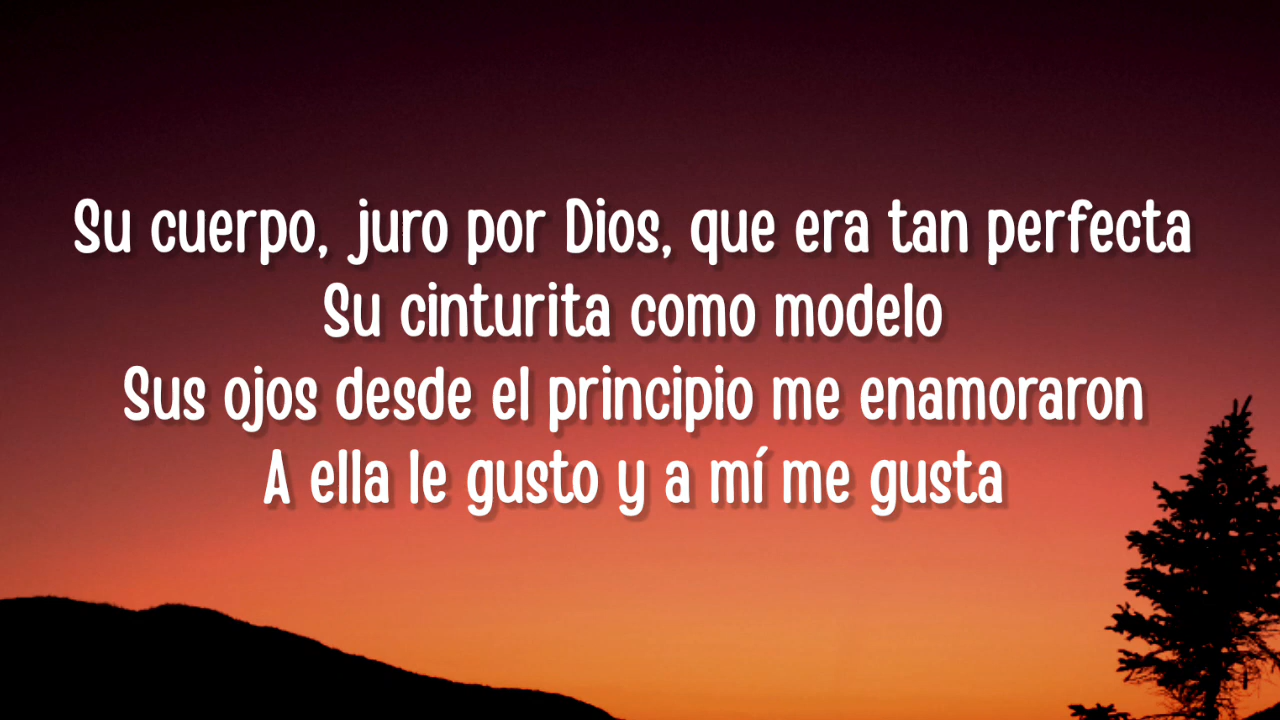 Su cuerpo, juro por Dios, que era tan perfecta
Su cinturita como modelo
Sus ojos desde el principio me enamoraron
A ella le gusto y a mí me gusta